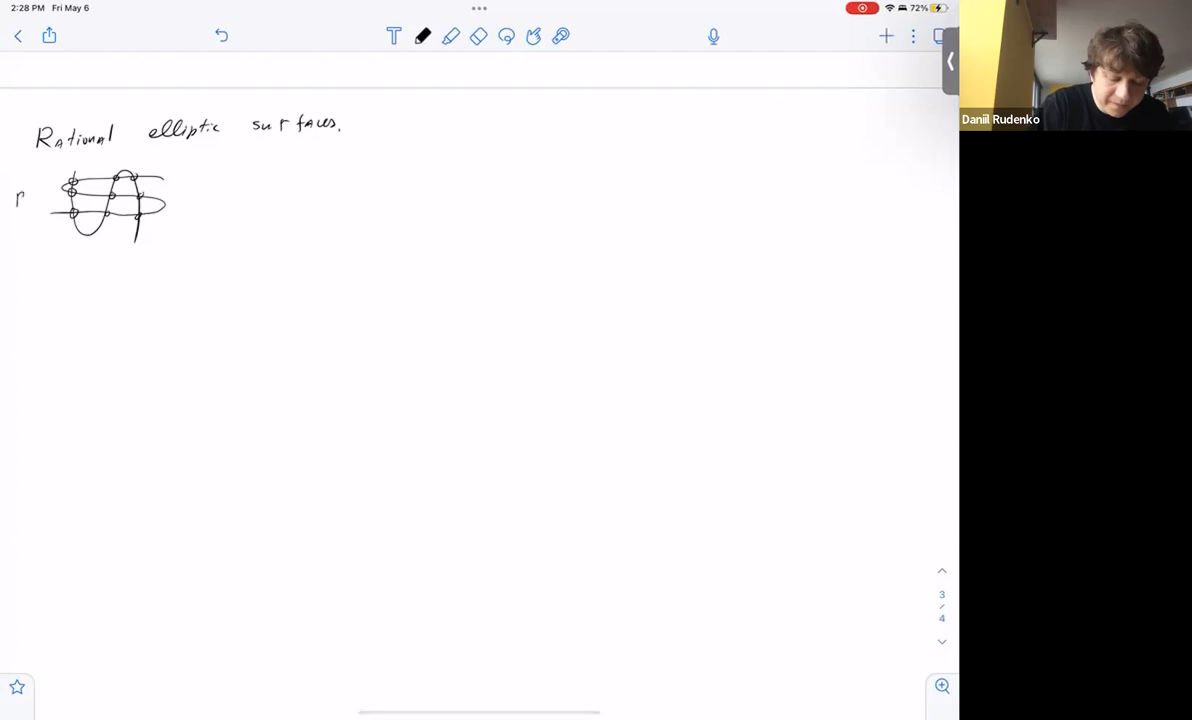 2:28 PM Fri May 6
72%
Rational elliptic surfaces.
Daniil Rudenko
3
/
4